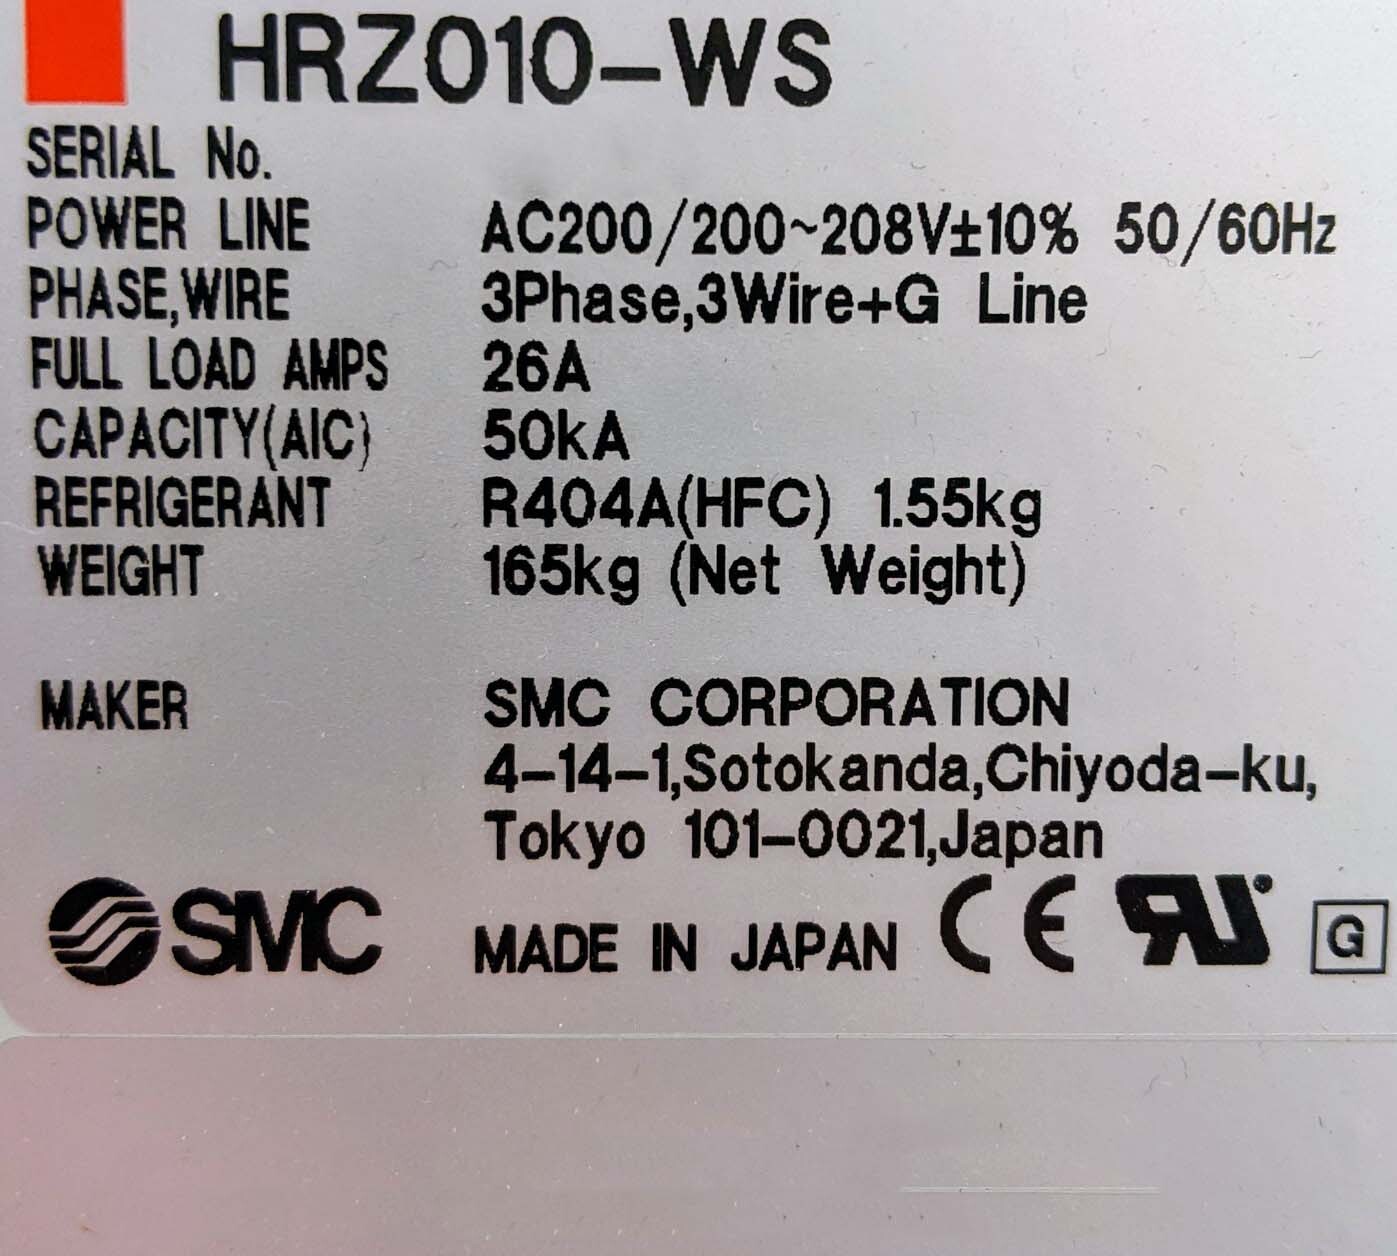 HRZ010-WS
SERIAL No.
POWER LINE AC200/200~208V±10% 50/60Hz
PHASE,WIRE 3Phase,3Wire+G Line
FULL LOAD AMPS 26A
CAPACITY(AIC) 50kA
REFRIGERANT R404A(HFC) 1.55kg
WEIGHT 165kg (Net Weight)
MAKER SMC CORPORATION
4-14-1,Sotokanda,Chiyoda-ku,
Tokyo 101-0021,Japan
SMC MADE IN JAPAN CE RU G